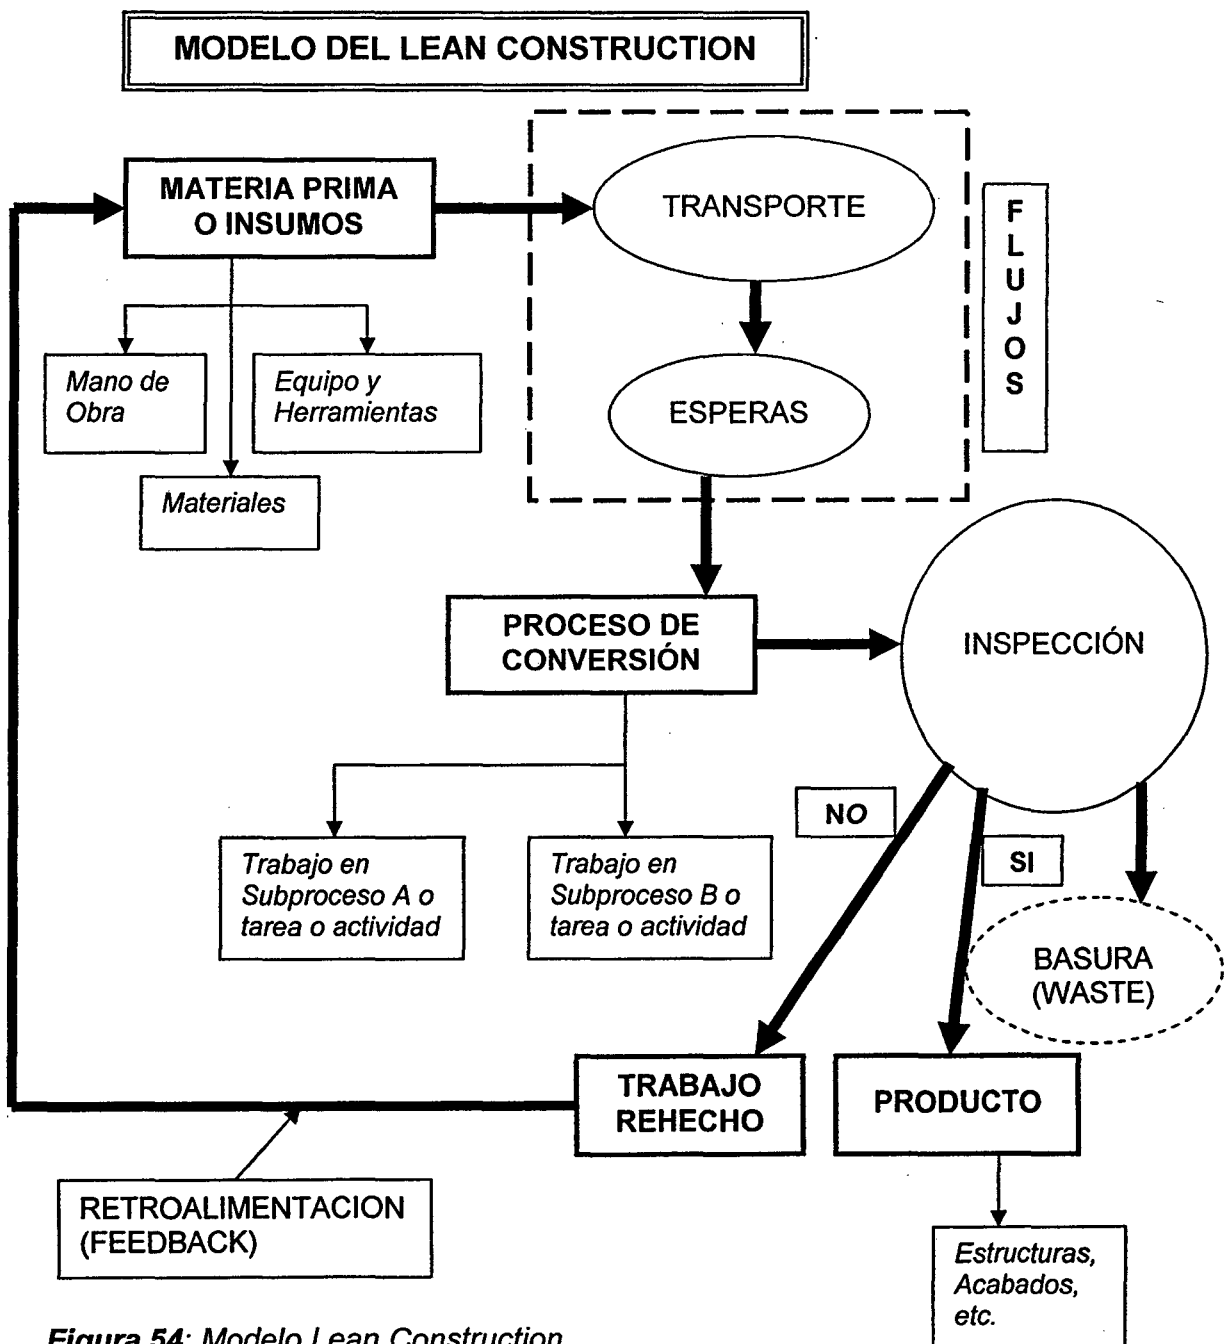 MODELO DEL LEAN CONSTRUCTION
MATERIA PRIMA
O INSUMOS
TRANSPORTE
F
L
U
J
O
S
Mano de
Obra
Equipo y
Herramientas
Materiales
ESPERAS
PROCESO DE
CONVERSIÓN
INSPECCIÓN
NO
SI
Trabajo en
Subproceso A o
tarea o actividad
Trabajo en
Subproceso B o
tarea o actividad
BASURA
(WASTE)
TRABAJO
REHECHO
PRODUCTO
RETROALIMENTACION
(FEEDBACK)
Estructuras,
Acabados,
etc.
Figura 54: Modelo Lean Construction